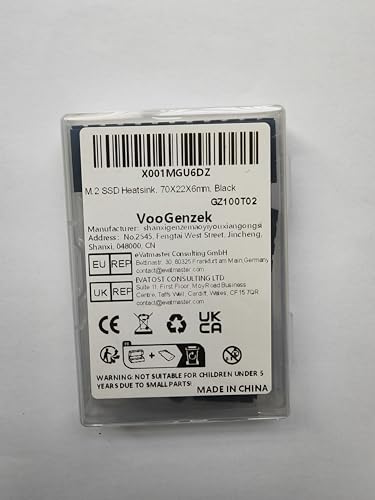 X001MGU6DZ
M.2 SSD Heatsink, 70X22X6mm, Black
GZ100T02
VooGenzek
Manufacturer: shanxigenzeimaoyiyouxiangongsi
Address: No.2545, Fengtai West Street, Jincheng,
Shanxi, 048000, CN
EU REP
eVatmaster Consulting GmbH
Bettinastr. 30, 60325 Frankfurt am Main, Germany
contact@evatmaster.com
UK REP
EVATOST CONSULTING LTD
Suite 11, First Floor, Moy Road Business
Centre, Taffs Well, Cardiff, Wales, CF15 7QR
contact@evatmaster.com
CE
UK
CA
FR
WARNING: NOT SUITABLE FOR CHILDREN UNDER 5
YEARS DUE TO SMALL PARTS!
MADE IN CHINA